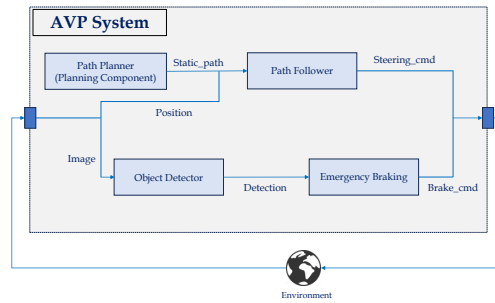 AVP System
Path Planner
(Planning Component)
Static_path
Path Follower
Steering_cmd
Position
Image
Object Detector
Detection
Emergency Braking
Brake_cmd
Environment